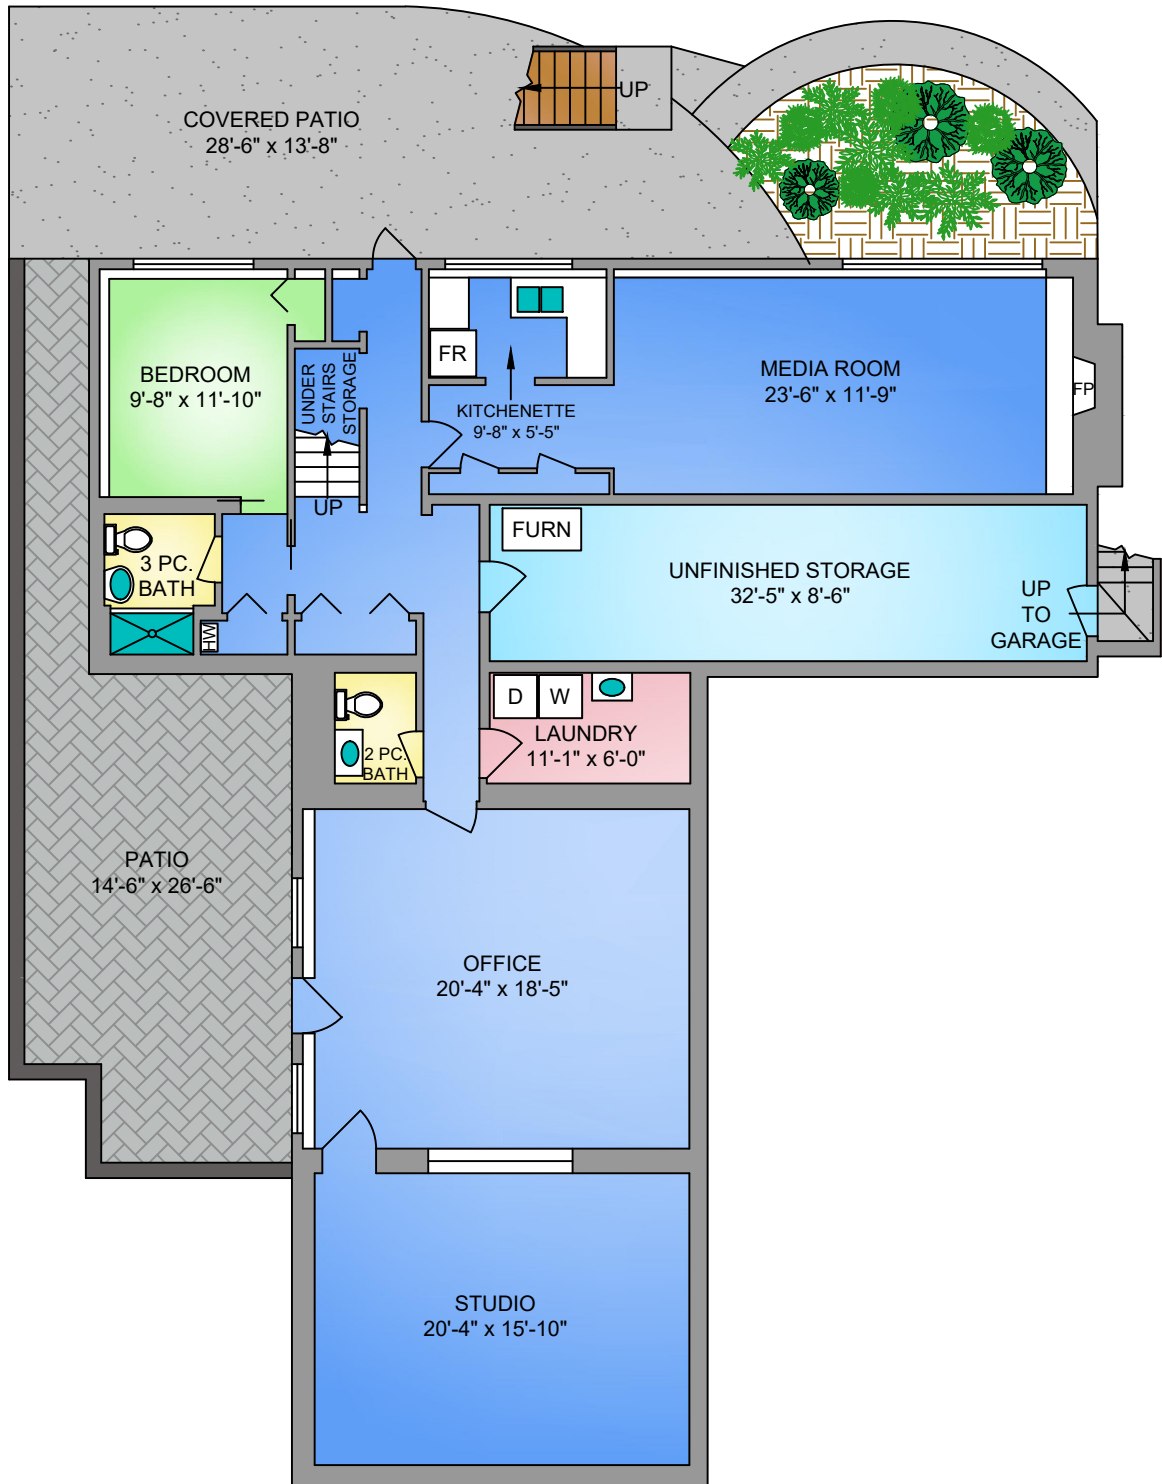 UP
COVERED PATIO
28'-6" x 13'-8"
FR
BEDROOM
9'-8" x 11'-10"
UNDER
STAIRS
STORAGE
MEDIA ROOM
23'-6" x 11'-9"
FP
KITCHENETTE
9'-8" x 5'-5"
UP
FURN
3 PC.
BATH
UNFINISHED STORAGE
32'-5" x 8'-6"
UP
TO
GARAGE
HW
D
W
LAUNDRY
11'-1" x 6'-0"
2 PC.
BATH
PATIO
14'-6" x 26'-6"
OFFICE
20'-4" x 18'-5"
STUDIO
20'-4" x 15'-10"